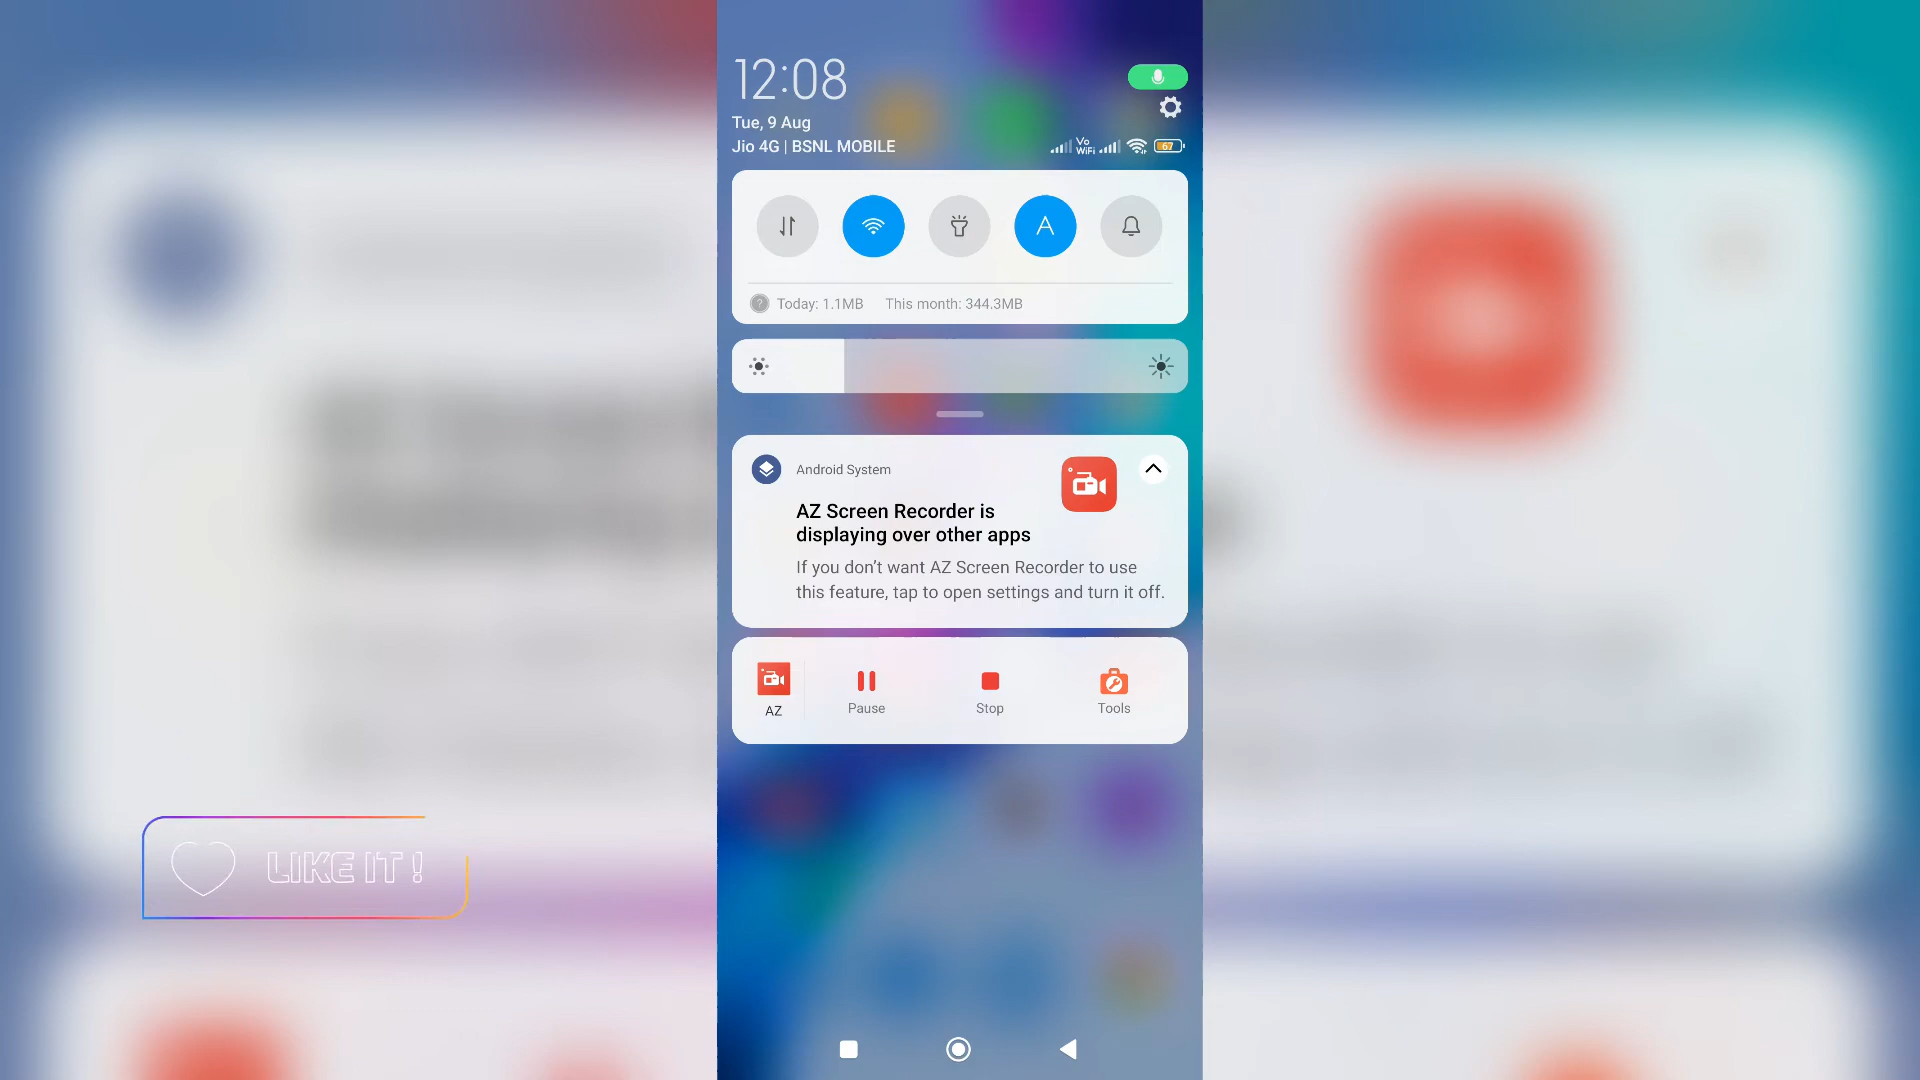 12:08
Tue, 9 Aug
Jio 4G | BSNL MOBILE
Vo
WiFi
67
A
? Today: 1.1MB This month: 344.3MB
Android System
AZ Screen Recorder is
displaying over other apps
If you don’t want AZ Screen Recorder to use
this feature, tap to open settings and turn it off.
AZ
Pause
Stop
Tools
LIKE IT !